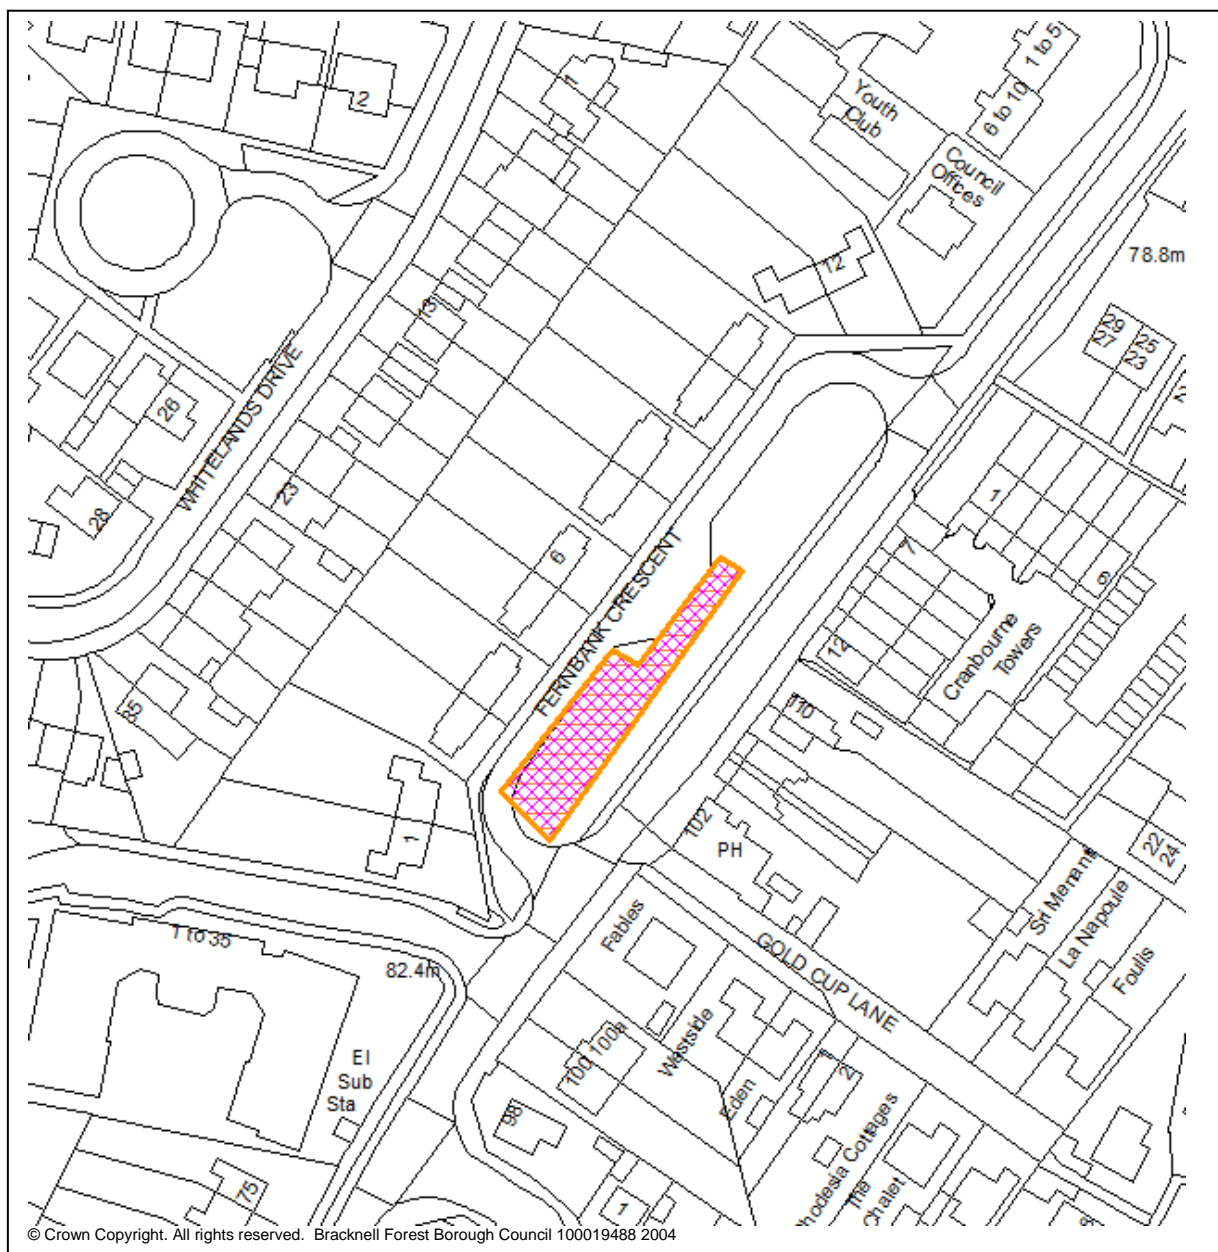 1 to 5
1
2
6 to 10
Youth
Club
Council
Offices
12
78.8m
13
29
27
25
23
26
WHITELANDS DRIVE
23
28
1
7
6
6
FERNBANK CRESCENT
12
Cranbourne
Towers
35
110
102
PH
1
22
24
Sri Menanti
La Napoule
Foulis
Fables
1 to 35
82.4m
GOLD CUP LANE
Westside
100 100a
El
Sub
Sta
2
Eden
98
Rhodesia Cottages
The
Chalet
75
1
© Crown Copyright. All rights reserved. Bracknell Forest Borough Council 100019488 2004